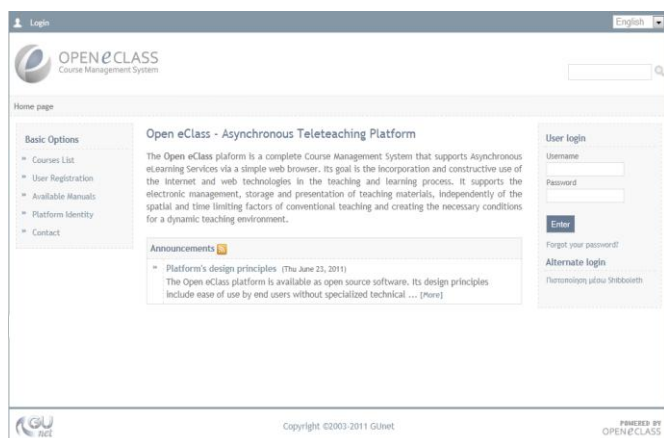 Login
English
OPEN eCLASS
Course Management System
Home page
Basic Options
Courses List
User Registration
Available Manuals
Platform Identity
Contact
Open eClass - Asynchronous Teleteaching Platform
The Open eClass plaform is a complete Course Management System that supports Asynchronous
eLearning Services via a simple web browser. Its goal is the incorporation and constructive use of
the Internet and web technologies in the teaching and learning process. It supports the
electronic management, storage and presentation of teaching materials, independently of the
spatial and time limiting factors of conventional teaching and creating the necessary conditions
for a dynamic teaching environment.
Announcements
Platform's design principles (Thu June 23, 2011)
The Open eClass platform is available as open source software. Its design principles
include ease of use by end users without specialized technical ... [More]
User login
Username
Password
Enter
Forgot your password?
Alternate login
Πιστοποίηση μέσω Shibboleth
GU
net
Copyright ©2003-2011 GUnet
POWERED BY
OPENeCLASS